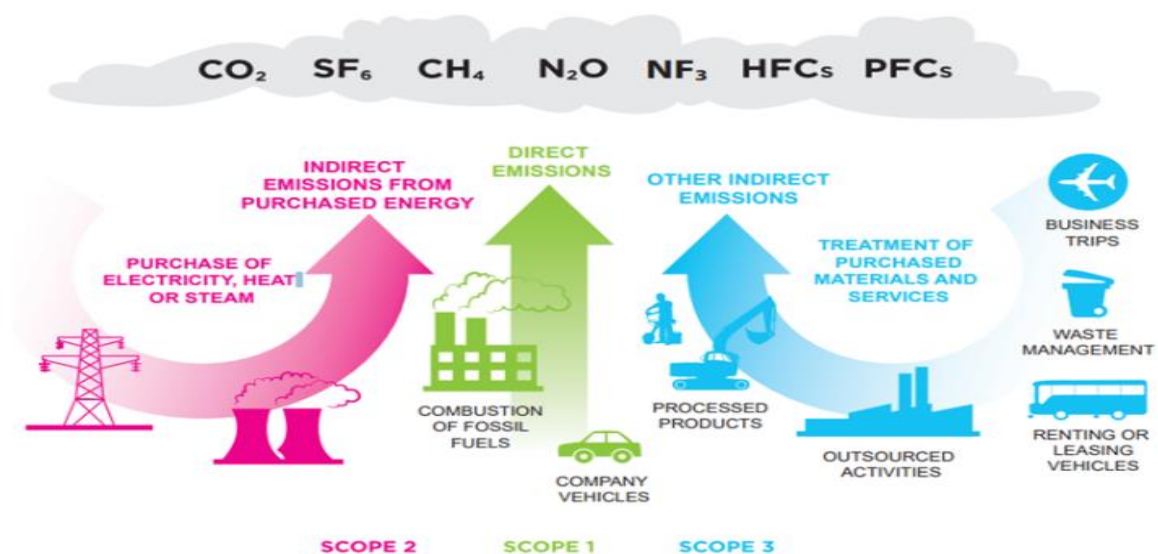 CO₂ SF₆ CH₄ N₂O NF₃ HFCs PFCs
INDIRECT
EMISSIONS FROM
PURCHASED ENERGY
PURCHASE OF
ELECTRICITY, HEAT
OR STEAM
DIRECT
EMISSIONS
COMBUSTION
OF FOSSIL
FUELS
COMPANY
VEHICLES
OTHER INDIRECT
EMISSIONS
TREATMENT OF
PURCHASED
MATERIALS AND
SERVICES
PROCESSED
PRODUCTS
OUTSOURCED
ACTIVITIES
BUSINESS
TRIPS
WASTE
MANAGEMENT
RENTING OR
LEASING
VEHICLES
SCOPE 2 SCOPE 1 SCOPE 3